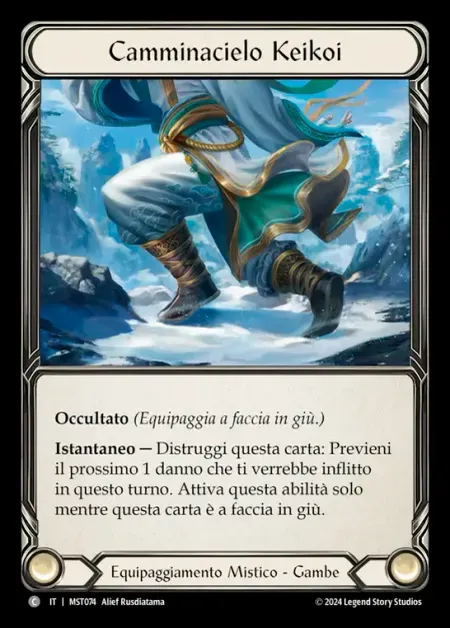 Camminacielo Keikoi
Occultato (Equipaggia a faccia in giù.)
Istantaneo — Distruggi questa carta: Previeni
il prossimo 1 danno che ti verrebbe inflitto
in questo turno. Attiva questa abilità solo
mentre questa carta è a faccia in giù.
Equipaggiamento Mistico - Gambe
C IT | MST074 Alief Rusdiatama © 2024 Legend Story Studios